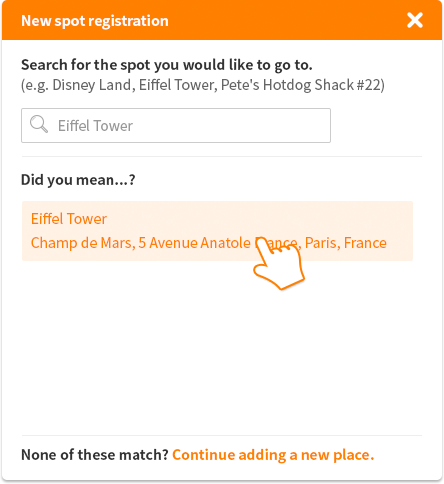 New spot registration
Search for the spot you would like to go to.
(e.g. Disney Land, Eiffel Tower, Pete's Hotdog Shack #22)
Eiffel Tower
Did you mean...?
Eiffel Tower
Champ de Mars, 5 Avenue Anatole France, Paris, France
None of these match? Continue adding a new place.